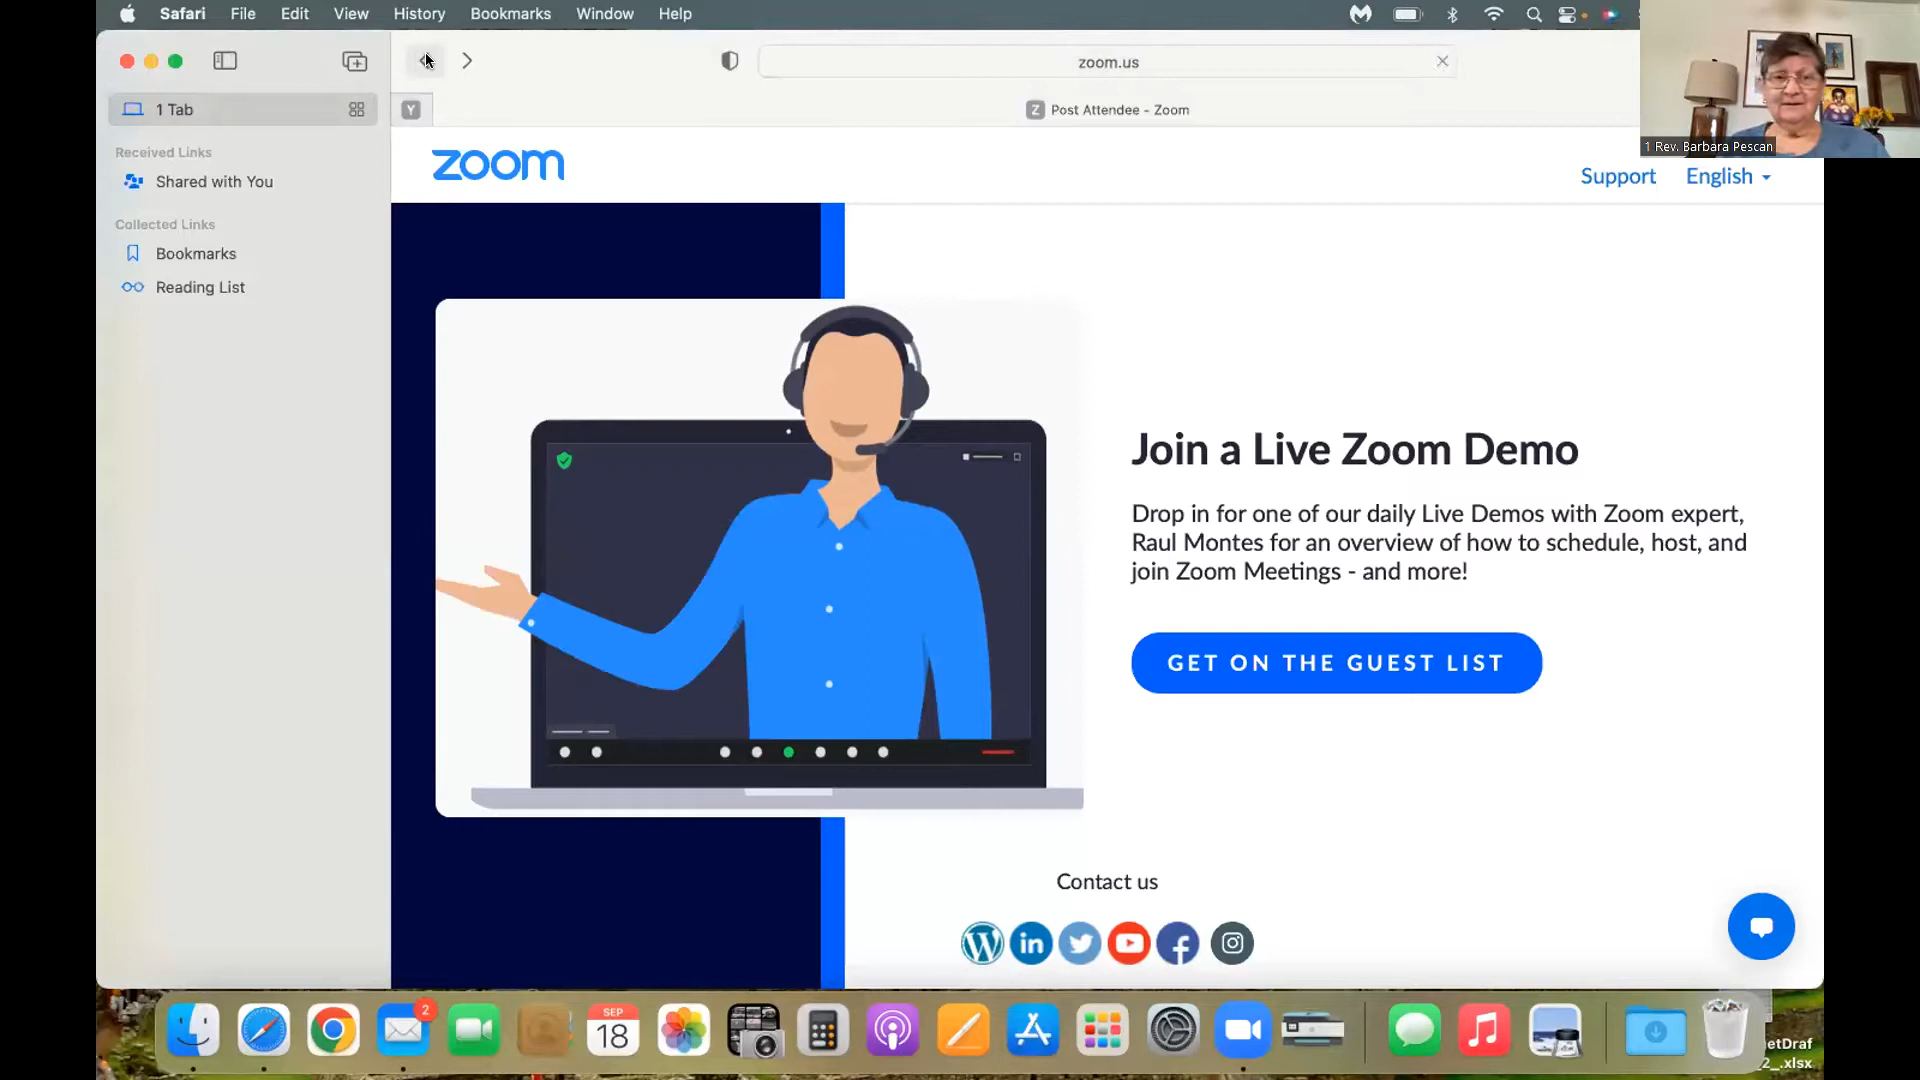 Safari File Edit View History Bookmarks Window Help
zoom.us
1 Tab
Y
Z Post Attendee - Zoom
Received Links
Shared with You
Collected Links
Bookmarks
Reading List
1 Rev. Barbara Pescan
zoom
Support English
Join a Live Zoom Demo
Drop in for one of our daily Live Demos with Zoom expert,
Raul Montes for an overview of how to schedule, host, and
join Zoom Meetings - and more!
GET ON THE GUEST LIST
Contact us
in
2
SEP
18
etDraf
_2_.xlsx